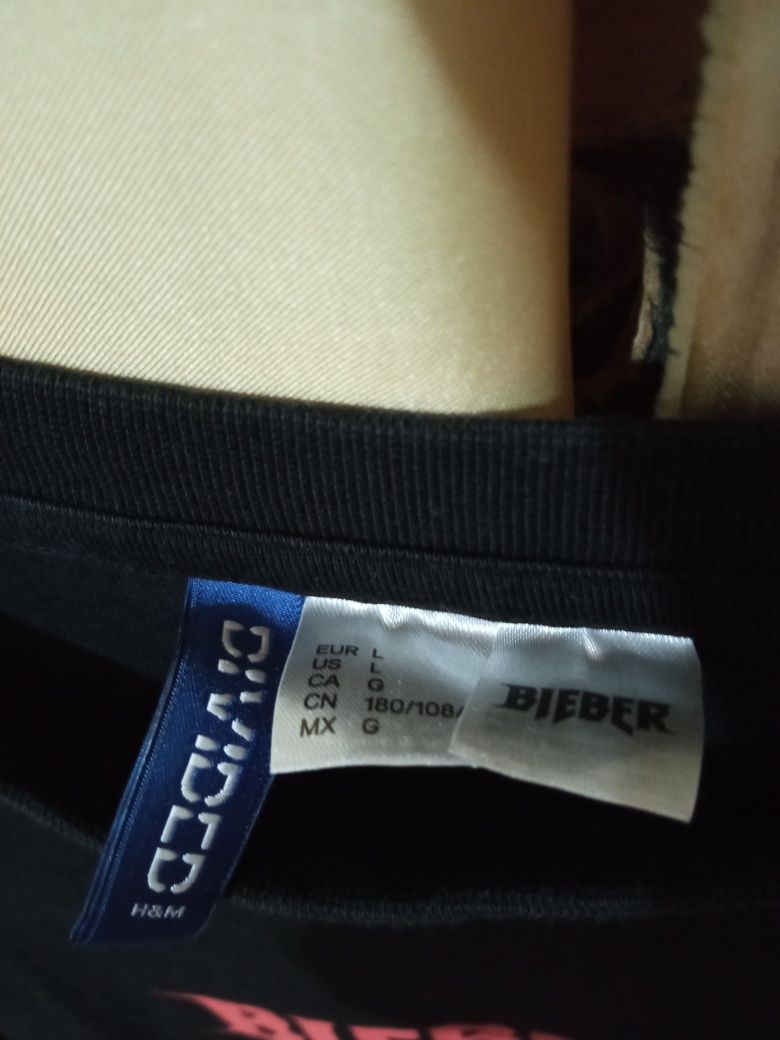 DIVIDED
H&M
EUR L
US L
CA G
CN 180/108/
MX G
BIEBER